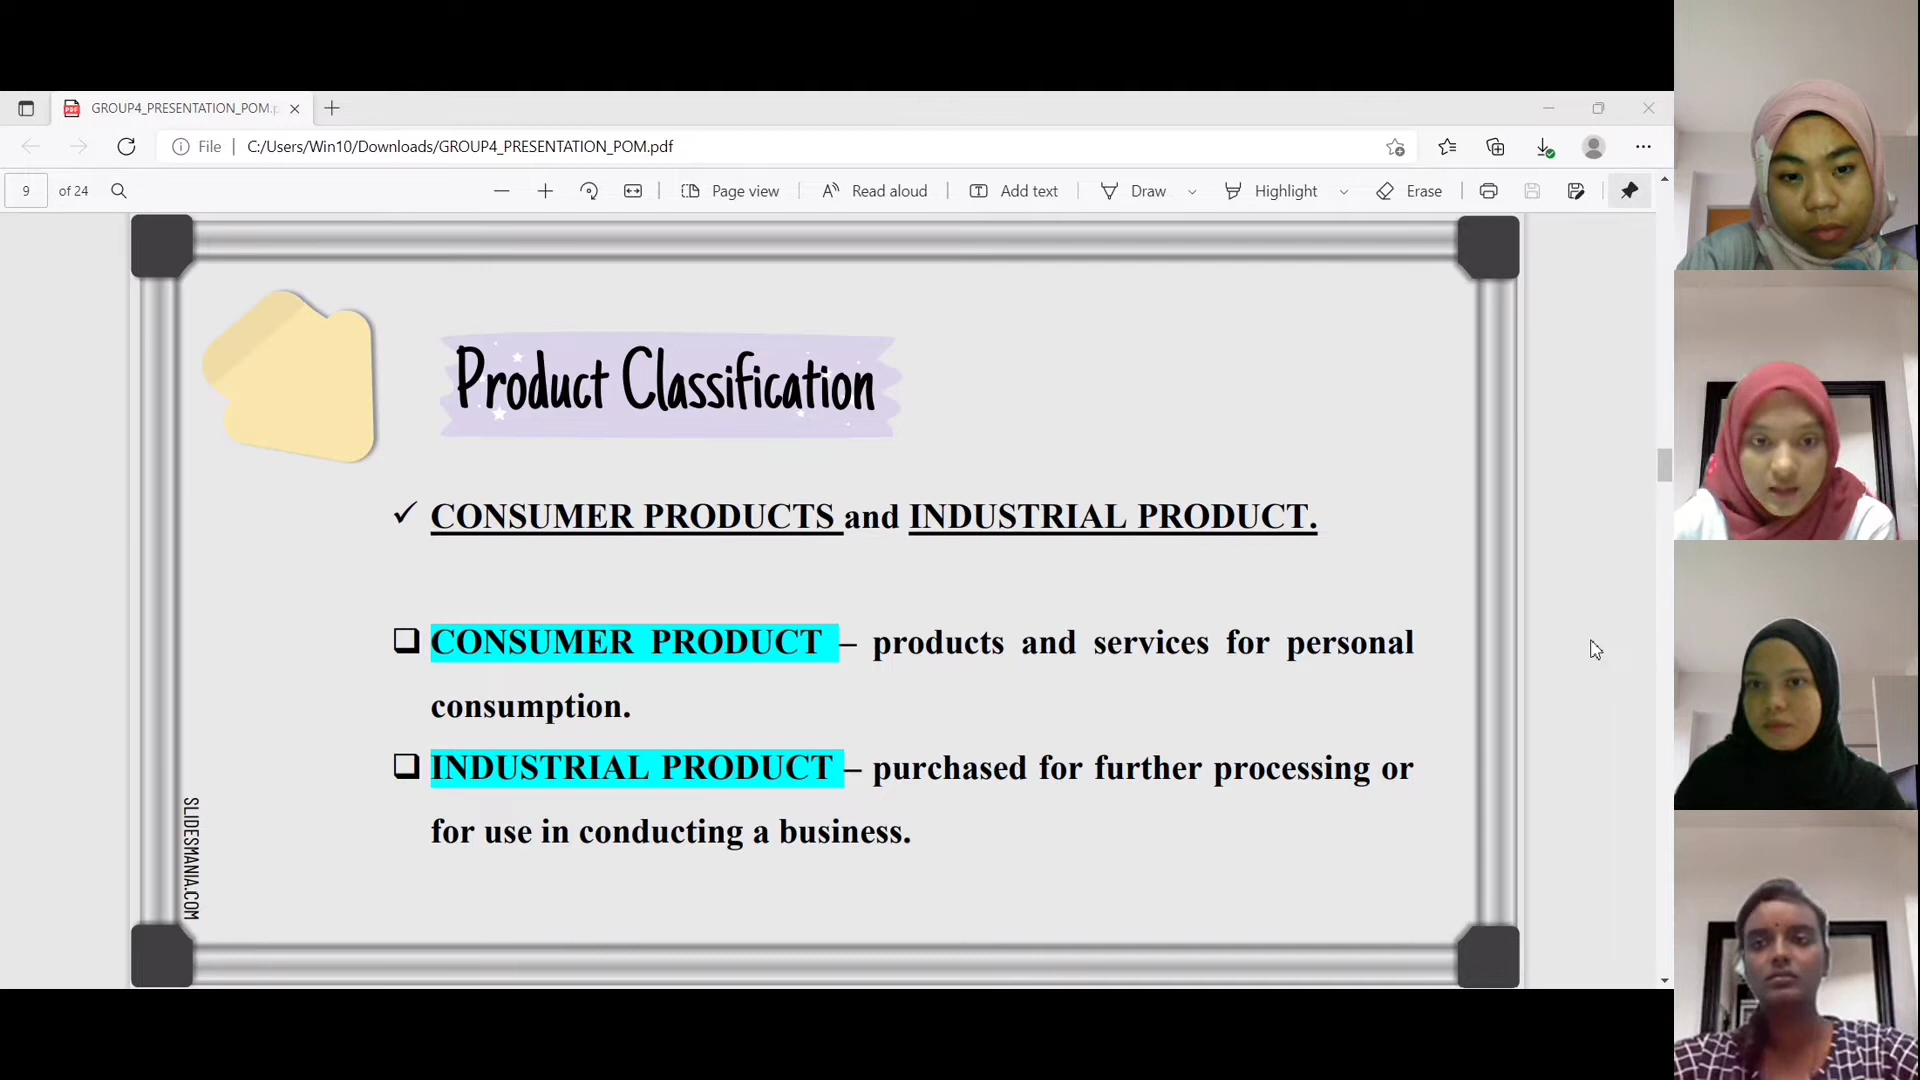 GROUP4_PRESENTATION_POM.p
File C:/Users/Win10/Downloads/GROUP4_PRESENTATION_POM.pdf
9 of 24 Page view Read aloud Add text Draw Highlight Erase
Product Classification
CONSUMER PRODUCTS and INDUSTRIAL PRODUCT.
CONSUMER PRODUCT – products and services for personal
consumption.
INDUSTRIAL PRODUCT – purchased for further processing or
for use in conducting a business.
SLIDESMANIA.COM